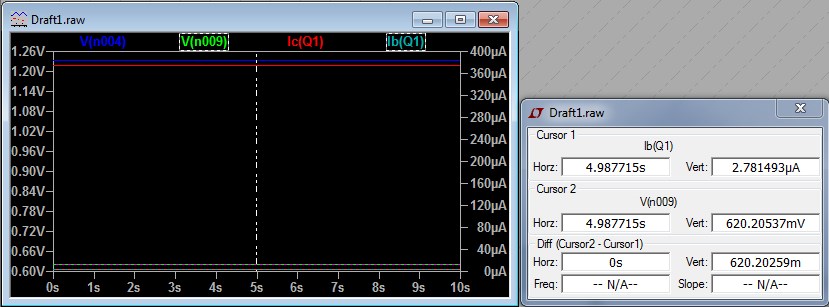 Draft1.raw
V(n004) V(n009) Ic(Q1) Ib(Q1)
1.26V 400µA
1.20V 360µA
1.14V 320µA
1.08V 280µA
1.02V 240µA
0.96V 200µA
0.90V 160µA
0.84V 120µA
0.78V 80µA
0.72V 40µA
0.66V 0µA
0.60V
0s 1s 2s 3s 4s 5s 6s 7s 8s 9s 10s
Draft1.raw
Cursor 1
Ib(Q1)
Horz: 4.987715s Vert: 2.781493µA
Cursor 2
V(n009)
Horz: 4.987715s Vert: 620.20537mV
Diff (Cursor2 - Cursor1)
Horz: 0s Vert: 620.20259m
Freq: -- N/A-- Slope: -- N/A--